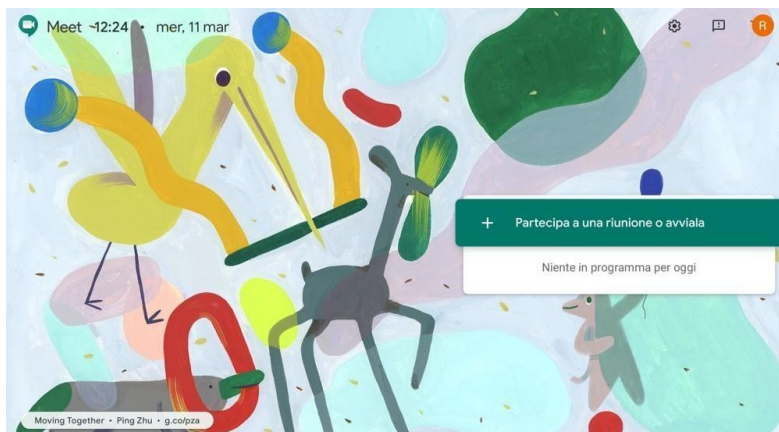 Meet
12:24 • mer, 11 mar
R
Partecipa a una riunione o avviala
Niente in programma per oggi
Moving Together • Ping Zhu • g.co/pza